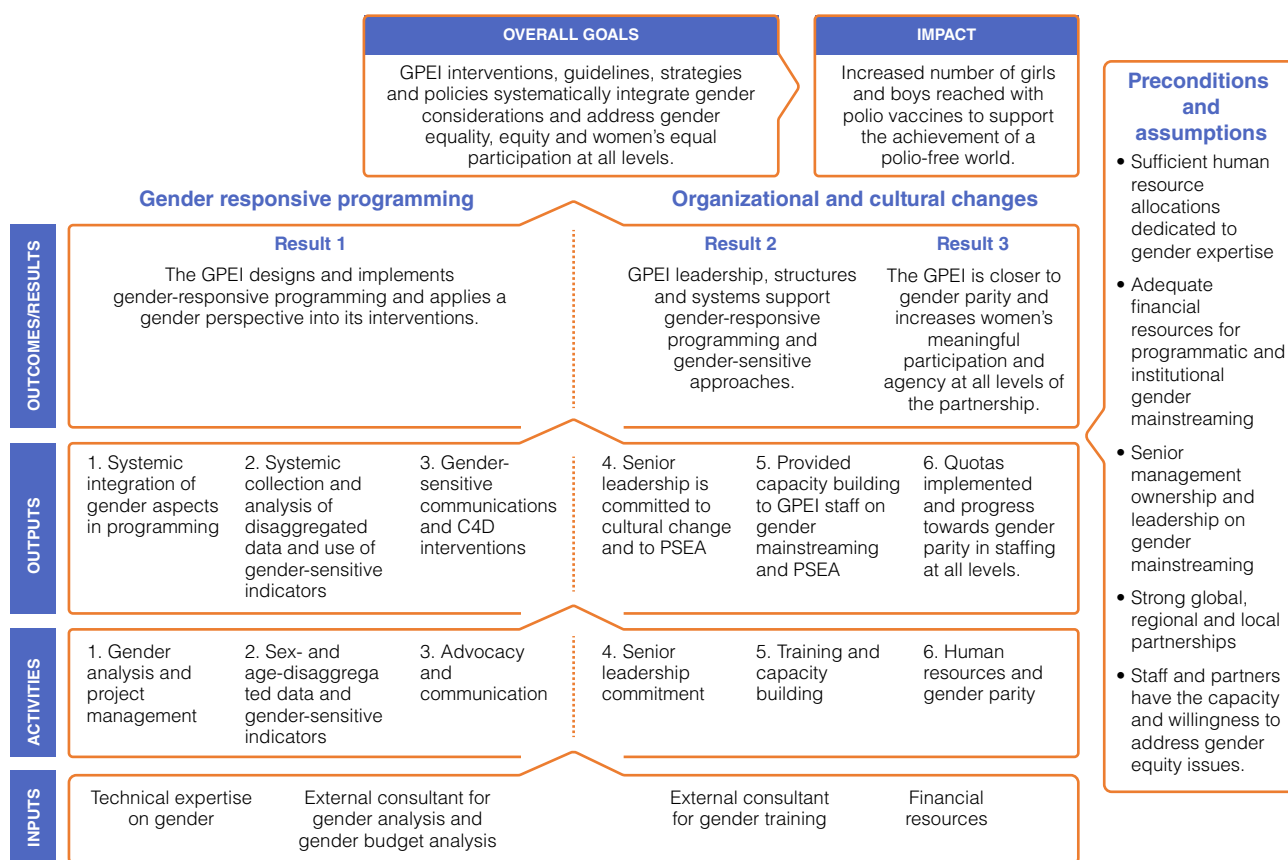 OVERALL GOALS
GPEI interventions, guidelines, strategies
and policies systematically integrate gender
considerations and address gender
equality, equity and women's equal
participation at all levels.
IMPACT
Increased number of girls
and boys reached with
polio vaccines to support
the achievement of a
polio-free world.
Preconditions
and
assumptions
• Sufficient human
resource
allocations
dedicated to
gender expertise
• Adequate
financial
resources for
programmatic and
institutional
gender
mainstreaming
• Senior
management
ownership and
leadership on
gender
mainstreaming
• Strong global,
regional and local
partnerships
• Staff and partners
have the capacity
and willingness to
address gender
equity issues.
Gender responsive programming
Organizational and cultural changes
OUTCOMES/RESULTS
Result 1
The GPEI designs and implements
gender-responsive programming and applies a
gender perspective into its interventions.
Result 2
GPEI leadership, structures
and systems support
gender-responsive
programming and
gender-sensitive
approaches.
Result 3
The GPEI is closer to
gender parity and
increases women's
meaningful
participation and
agency at all levels of
the partnership.
OUTPUTS
1. Systemic
integration of
gender aspects
in programming
2. Systemic
collection and
analysis of
disaggregated
data and use of
gender-sensitive
indicators
3. Gender-
sensitive
communications
and C4D
interventions
4. Senior
leadership is
committed to
cultural change
and to PSEA
5. Provided
capacity building
to GPEI staff on
gender
mainstreaming
and PSEA
6. Quotas
implemented
and progress
towards gender
parity in staffing
at all levels.
ACTIVITIES
1. Gender
analysis and
project
management
2. Sex- and
age-disaggrega
ted data and
gender-sensitive
indicators
3. Advocacy
and
communication
4. Senior
leadership
commitment
5. Training and
capacity
building
6. Human
resources and
gender parity
INPUTS
Technical expertise
on gender
External consultant for
gender analysis and
gender budget analysis
External consultant
for gender training
Financial
resources